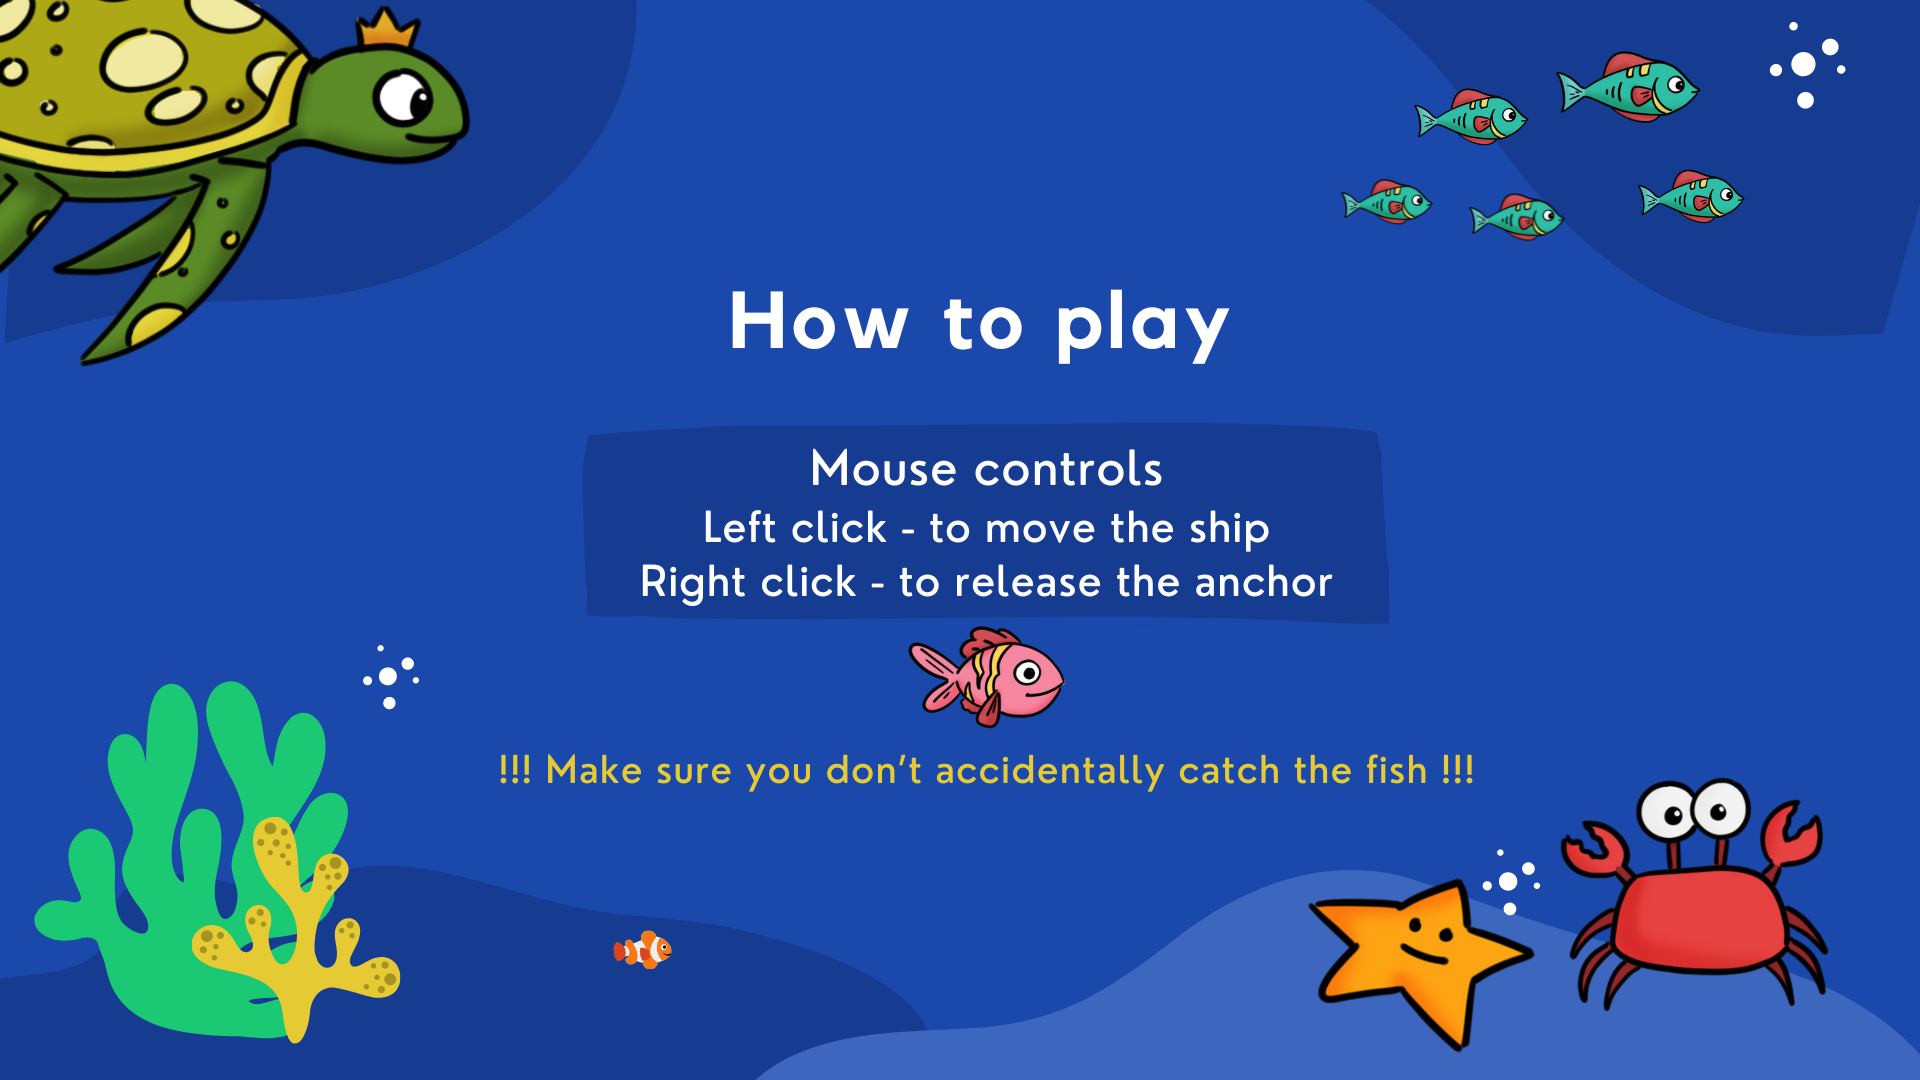 How to play
Mouse controls
Left click - to move the ship
Right click - to release the anchor
!!! Make sure you don’t accidentally catch the fish !!!